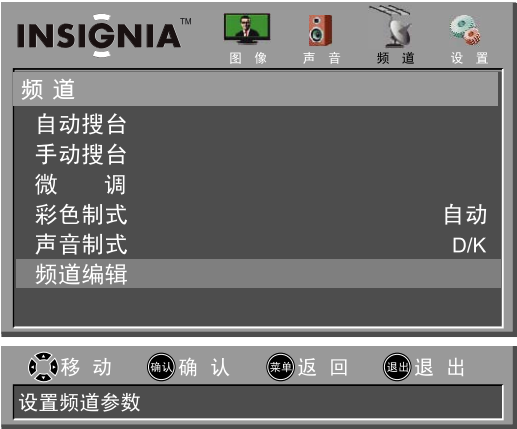 INSIGNIA™
图 像 声 音 频 道 设 置
频 道
自动搜台
手动搜台
微 调
彩色制式 自动
声音制式 D/K
频道编辑
移 动 确认 确 认 菜单 返 回 退出 退 出
设置频道参数